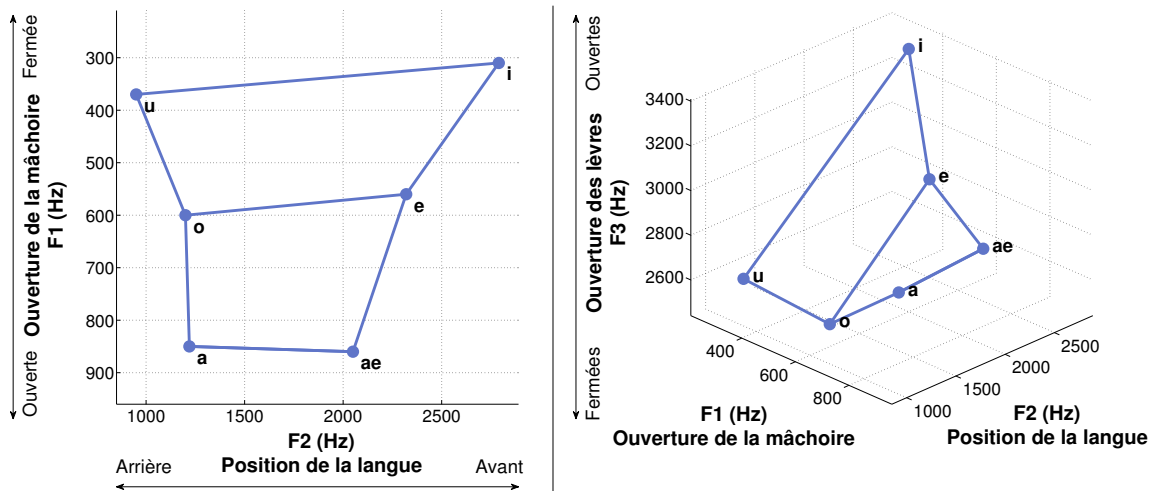 Fermée
Ouverture de la mâchoire
F1 (Hz)
Ouverte
300
400
500
600
700
800
900
u
i
o
e
a
ae
1000
1500
2000
2500
F2 (Hz)
Arrière
Position de la langue
Avant
Ouvertes
Ouverture des lèvres
F3 (Hz)
Fermées
3400
3200
3000
2800
2600
i
e
ae
u
a
o
400
600
800
1000
1500
2000
2500
F1 (Hz)
Ouverture de la mâchoire
F2 (Hz)
Position de la langue